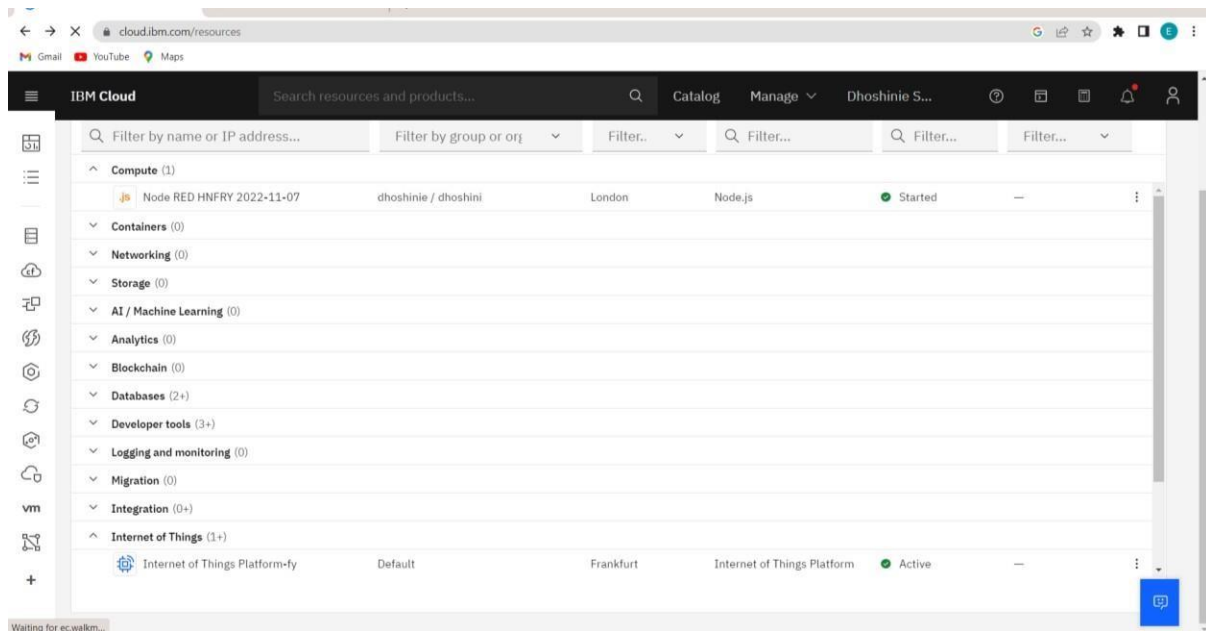 cloud.ibm.com/resources
Gmail YouTube Maps
IBM Cloud Search resources and products... Catalog Manage Dhoshinie S...
Filter by name or IP address... Filter by group or org Filter.. Filter... Filter... Filter...
Compute (1)
JS Node RED HNFRY 2022-11-07 dhoshinie / dhoshini London Node.js Started —
Containers (0)
Networking (0)
Storage (0)
AI / Machine Learning (0)
Analytics (0)
Blockchain (0)
Databases (2+)
Developer tools (3+)
Logging and monitoring (0)
Migration (0)
vm Integration (0+)
Internet of Things (1+)
Internet of Things Platform-fy Default Frankfurt Internet of Things Platform Active —
Waiting for ec.walkm...